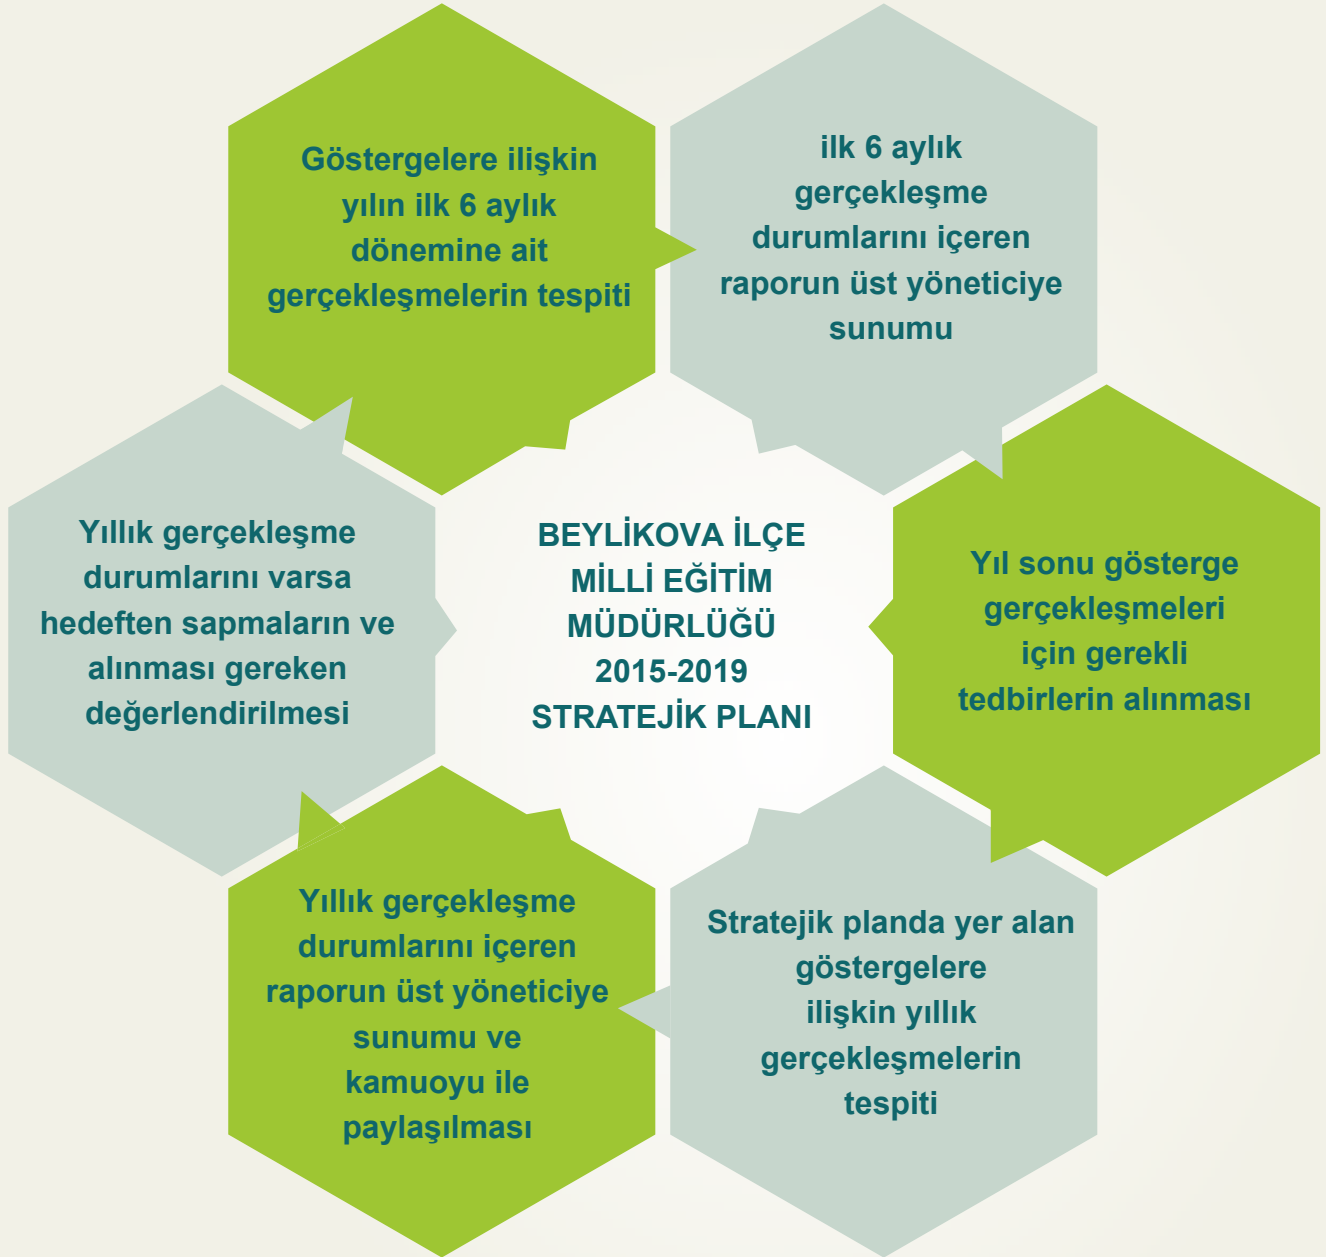 Göstergelere ilişkin
yılın ilk 6 aylık
dönemine ait
gerçekleşmelerin tespiti
ilk 6 aylık
gerçekleşme
durumlarını içeren
raporun üst yöneticiye
sunumu
Yıl sonu gösterge
gerçekleşmeleri
için gerekli
tedbirlerin alınması
Stratejik planda yer alan
göstergelere
ilişkin yıllık
gerçekleşmelerin
tespiti
Yıllık gerçekleşme
durumlarını içeren
raporun üst yöneticiye
sunumu ve
kamuoyu ile
paylaşılması
Yıllık gerçekleşme
durumlarını varsa
hedeften sapmaların ve
alınması gereken
değerlendirilmesi
BEYLİKOVA İLÇE
MİLLİ EĞİTİM
MÜDÜRLÜĞÜ
2015-2019
STRATEJİK PLANI